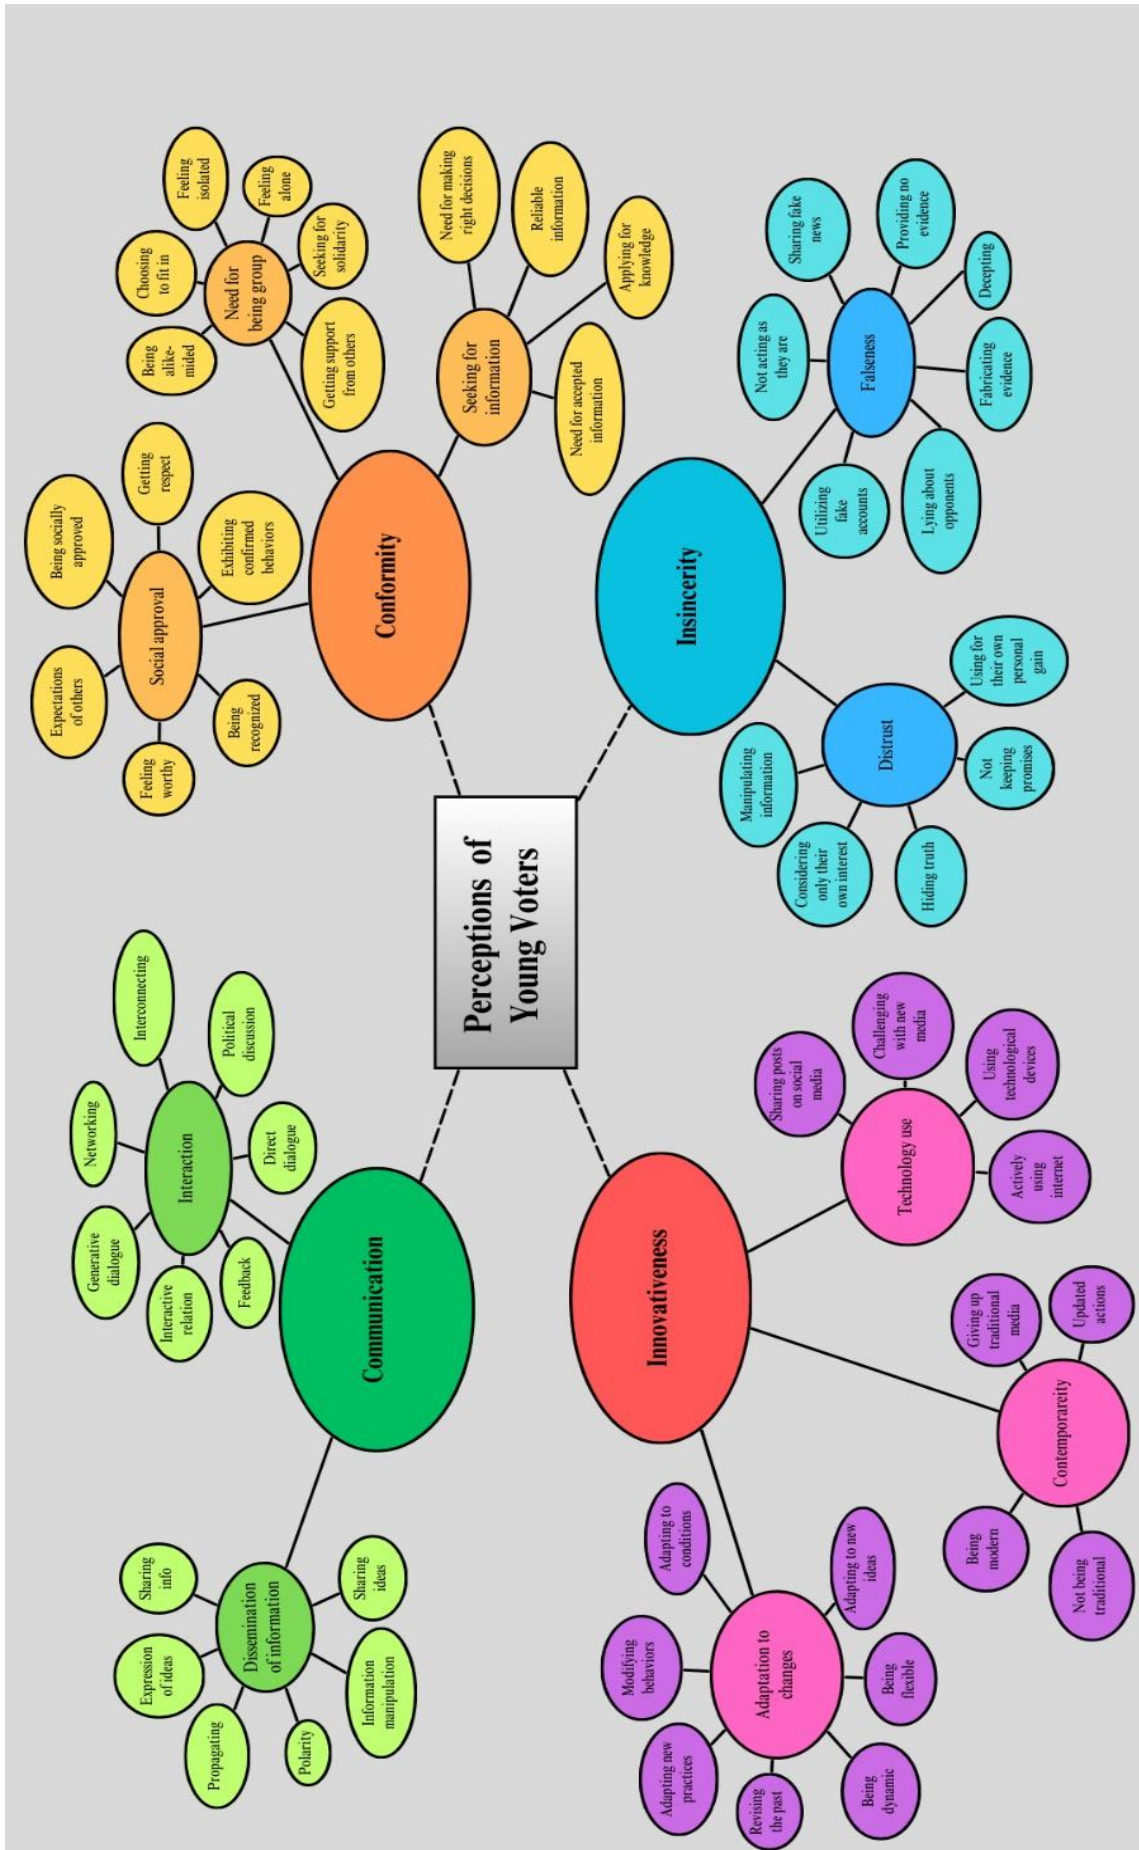 Perceptions of
Young Voters
Communication
Dissemination
of information
Sharing
info
Expression
of ideas
Propagating
Polarity
Information
manipulation
Sharing
ideas
Interaction
Generative
dialogue
Networking
Interconnecting
Political
discussion
Direct
dialogue
Feedback
Interactive
relation
Conformity
Social approval
Expectations
of others
Being socially
approved
Getting
respect
Exhibiting
confirmed
behaviors
Being
recognized
Feeling
worthy
Need for
being group
Being
alike-
mided
Choosing
to fit in
Feeling
isolated
Feeling
alone
Seeking for
solidarity
Getting support
from others
Seeking for
information
Need for making
right decisions
Reliable
information
Applying for
knowledge
Need for accepted
information
Innovativeness
Adaptation to
changes
Adapting to
conditions
Modifying
behaviors
Adapting new
practices
Revising
the past
Being
dynamic
Being
flexible
Adapting to new
ideas
Contemporareity
Being
modern
Not being
traditional
Giving up
traditional
media
Updated
actions
Technology use
Sharing posts
on social
media
Challenging
with new
media
Using
technological
devices
Actively
using
internet
Insincerity
Distrust
Manipulating
information
Considering
only their
own interest
Hiding truth
Not
keeping
promises
Using for
their own
personal
gain
Falseness
Utilizing
fake
accounts
Not acting as
they are
Sharing fake
news
Providing no
evidence
Decepting
Fabricating
evidence
Lying about
opponents